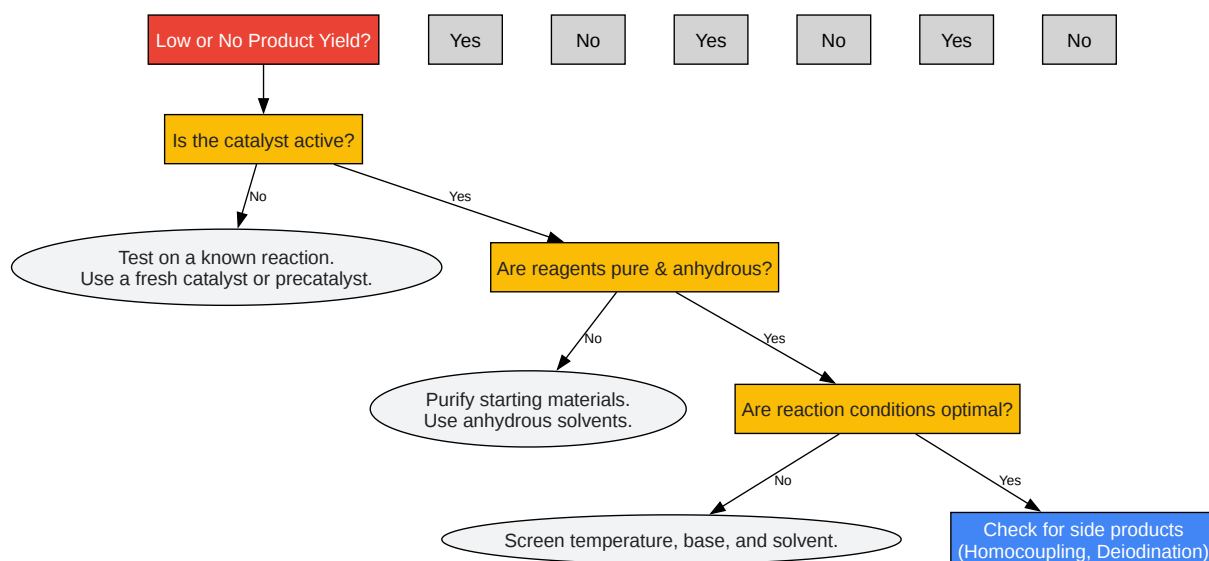 Low or No Product Yield?
Yes
No
Yes
No
Yes
No
Is the catalyst active?
No
Yes
Test on a known reaction.
Use a fresh catalyst or precatalyst.
Are reagents pure & anhydrous?
No
Yes
Purify starting materials.
Use anhydrous solvents.
Are reaction conditions optimal?
No
Yes
Screen temperature, base, and solvent.
Check for side products
(Homocoupling, Deiodination)